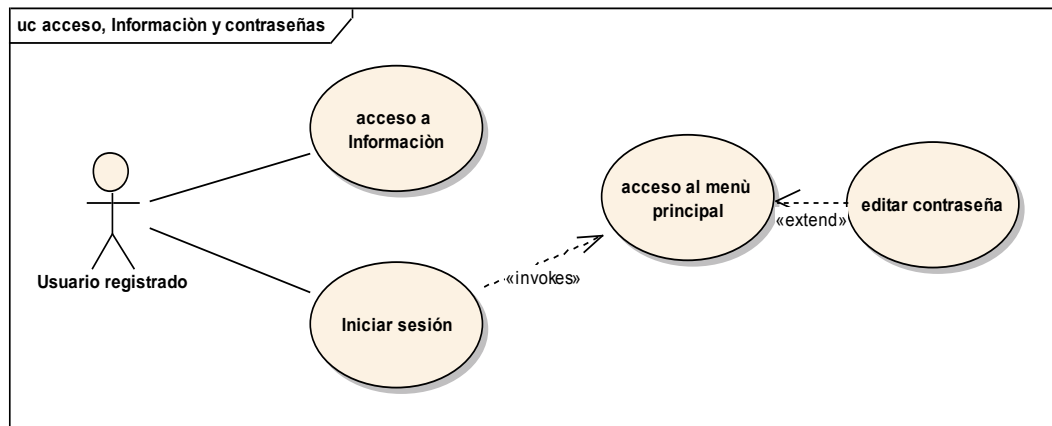 uc acceso, Informaciòn y contraseñas
acceso a
Informaciòn
acceso al menù
principal
editar contraseña
«extend»
Usuario registrado
«invokes»
Iniciar sesión